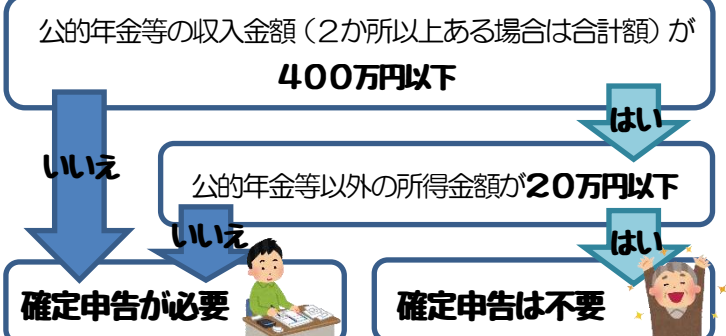 公的年金等の収入金額（２か所以上ある場合は合計額）が
４００万円以下
はい
いいえ
公的年金等以外の所得金額が２０万円以下
いいえ
はい
確定申告が必要
確定申告は不要